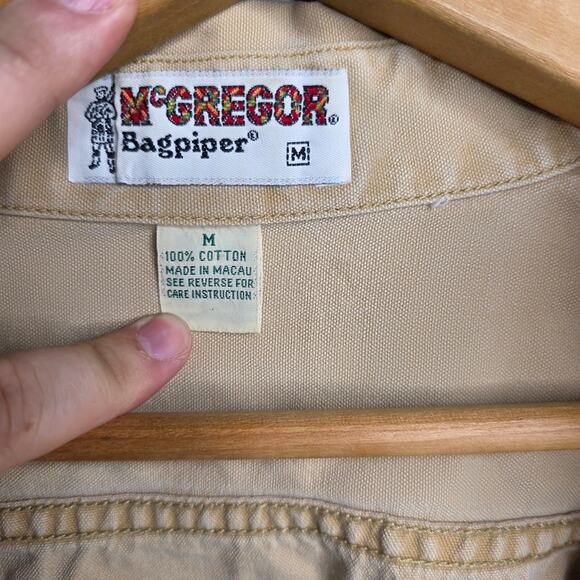 McGREGOR®
Bagpiper® M
M
100% COTTON
MADE IN MACAU
SEE REVERSE FOR
CARE INSTRUCTION